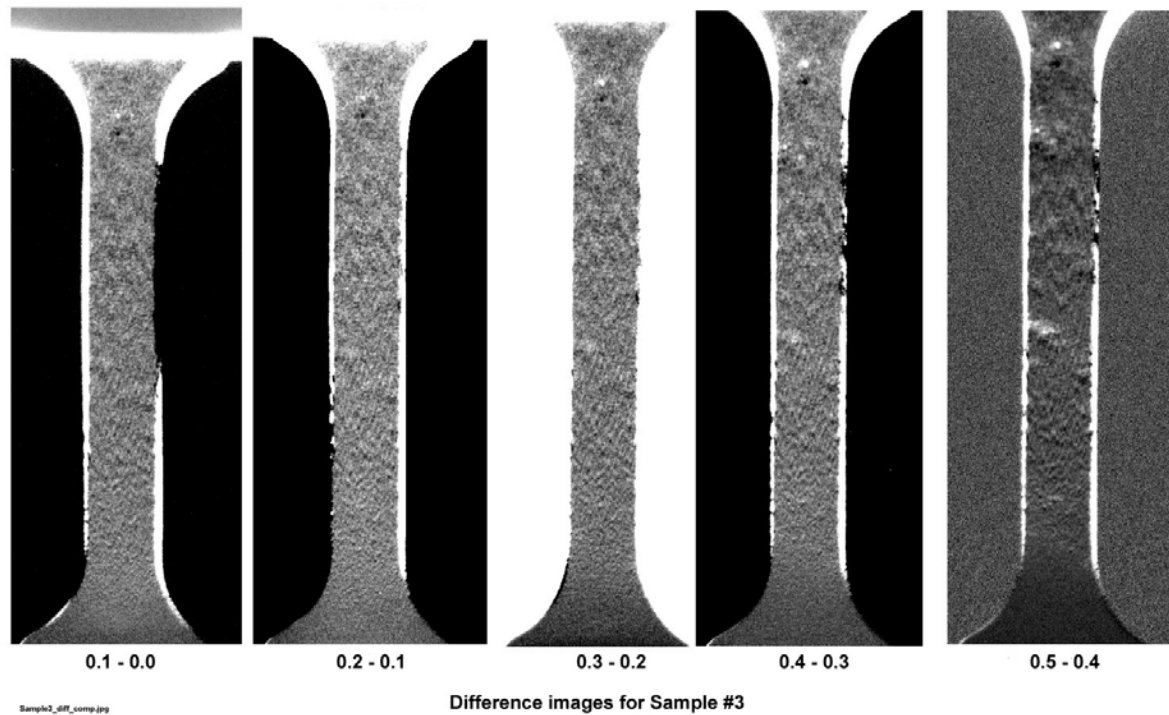 0.1 - 0.0
0.2 - 0.1
0.3 - 0.2
0.4 - 0.3
0.5 - 0.4
Sample3_diff_comp.jpg
Difference images for Sample #3